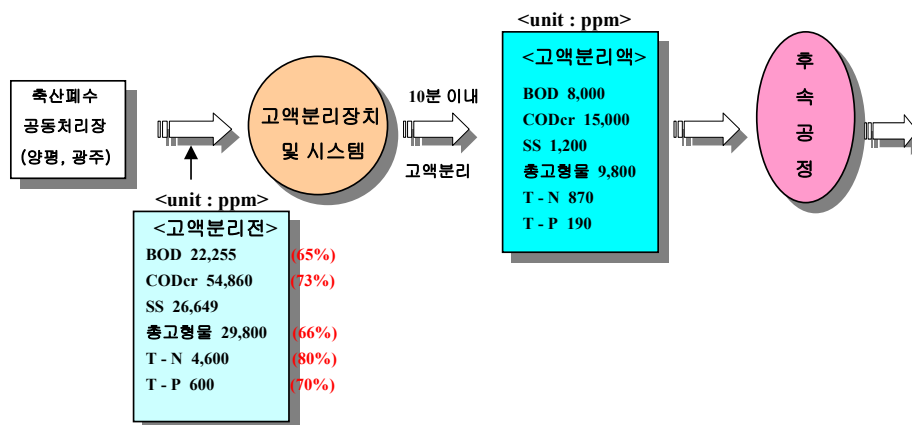 축산폐수
공동처리장
(양평, 광주)
<unit : ppm>
<고액분리전>
BOD 22,255 (65%)
CODcr 54,860 (73%)
SS 26,649
총고형물 29,800 (66%)
T - N 4,600 (80%)
T - P 600 (70%)
고액분리장치
및 시스템
10분 이내
고액분리
<unit : ppm>
<고액분리액>
BOD 8,000
CODcr 15,000
SS 1,200
총고형물 9,800
T - N 870
T - P 190
후
속
공
정